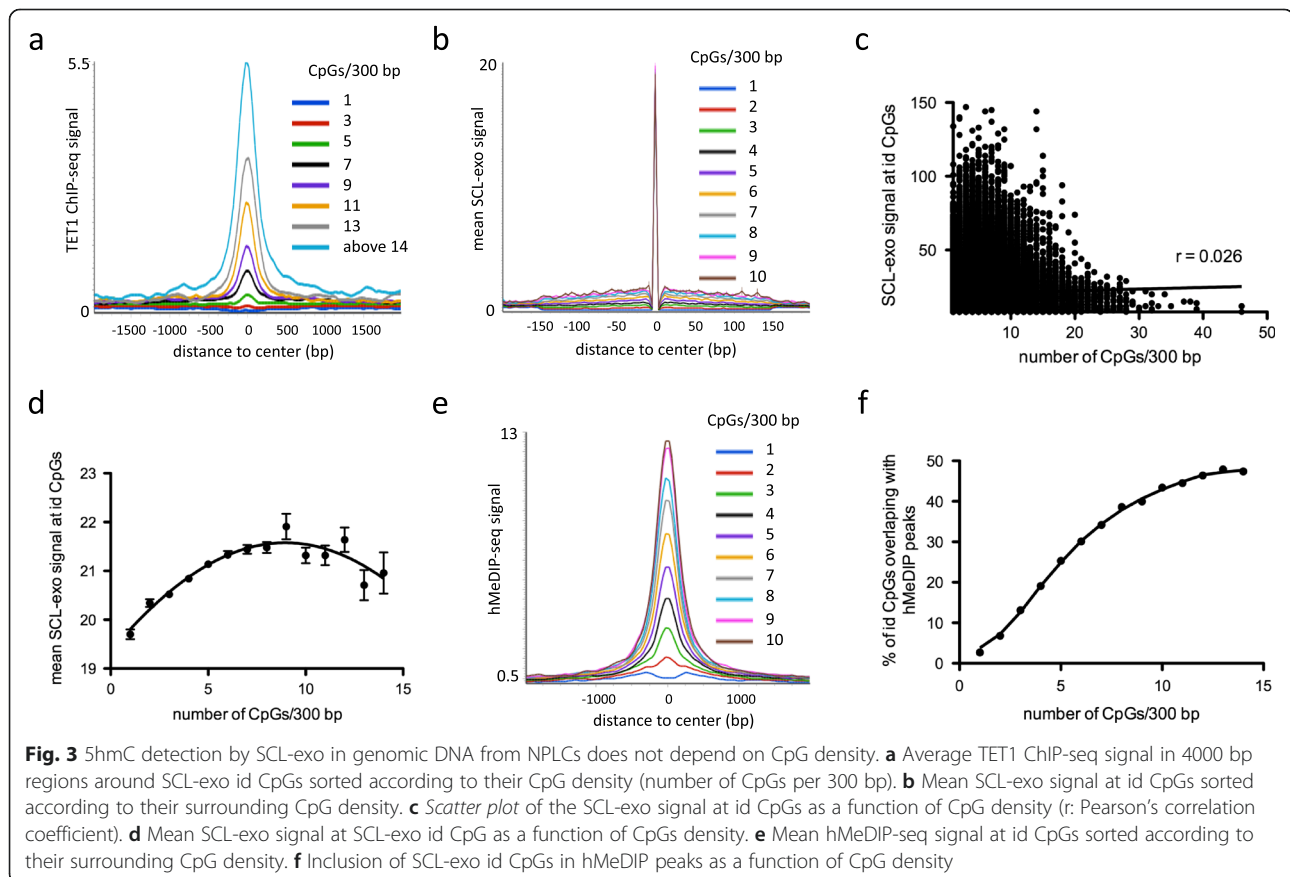 a
5.5
TET1 ChIP-seq signal
0
-1500 -1000 -500 0 500 1000 1500
distance to center (bp)
CpGs/300 bp
1
3
5
7
9
11
13
above 14
b
20
mean SCL-exo signal
0
-150 -100 -50 0 50 100 150
distance to center (bp)
CpGs/300 bp
1
2
3
4
5
6
7
8
9
10
c
SCL-exo signal at id CpGs
150
100
50
r = 0.026
10 20 30 40 50
number of CpGs/300 bp
d
mean SCL-exo signal at id CpGs
23
22
21
20
19
0 5 10 15
number of CpGs/300 bp
e
13
hMeDIP-seq signal
0.5
-1000 0 1000
distance to center (bp)
CpGs/300 bp
1
2
3
4
5
6
7
8
9
10
f
% of id CpGs overlaping with
hMeDIP peaks
50
40
30
20
10
0
0 5 10 15
number of CpGs/300 bp
Fig. 3 5hmC detection by SCL-exo in genomic DNA from NPLCs does not depend on CpG density. a Average TET1 ChIP-seq signal in 4000 bp
regions around SCL-exo id CpGs sorted according to their CpG density (number of CpGs per 300 bp). b Mean SCL-exo signal at id CpGs sorted
according to their surrounding CpG density. c Scatter plot of the SCL-exo signal at id CpGs as a function of CpG density (r: Pearson's correlation
coefficient). d Mean SCL-exo signal at SCL-exo id CpG as a function of CpGs density. e Mean hMeDIP-seq signal at id CpGs sorted according to
their surrounding CpG density. f Inclusion of SCL-exo id CpGs in hMeDIP peaks as a function of CpG density